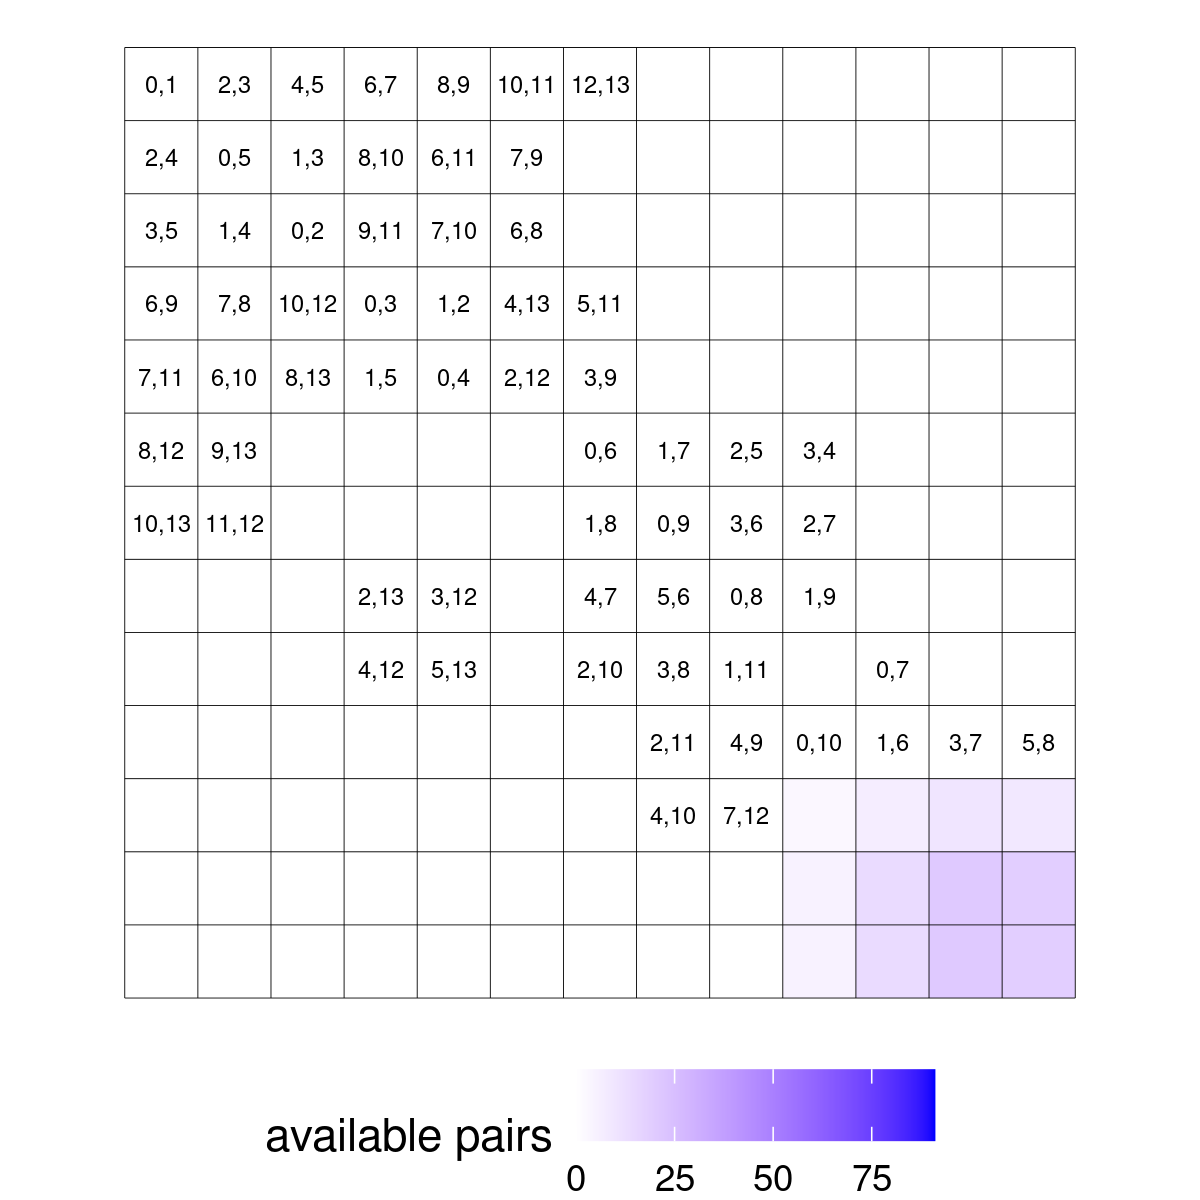 0,1 2,3 4,5 6,7 8,9 10,11 12,13
2,4 0,5 1,3 8,10 6,11 7,9
3,5 1,4 0,2 9,11 7,10 6,8
6,9 7,8 10,12 0,3 1,2 4,13 5,11
7,11 6,10 8,13 1,5 0,4 2,12 3,9
8,12 9,13 0,6 1,7 2,5 3,4
10,13 11,12 1,8 0,9 3,6 2,7
2,13 3,12 4,7 5,6 0,8 1,9
4,12 5,13 2,10 3,8 1,11 0,7
2,11 4,9 0,10 1,6 3,7 5,8
4,10 7,12
available pairs
0 25 50 75